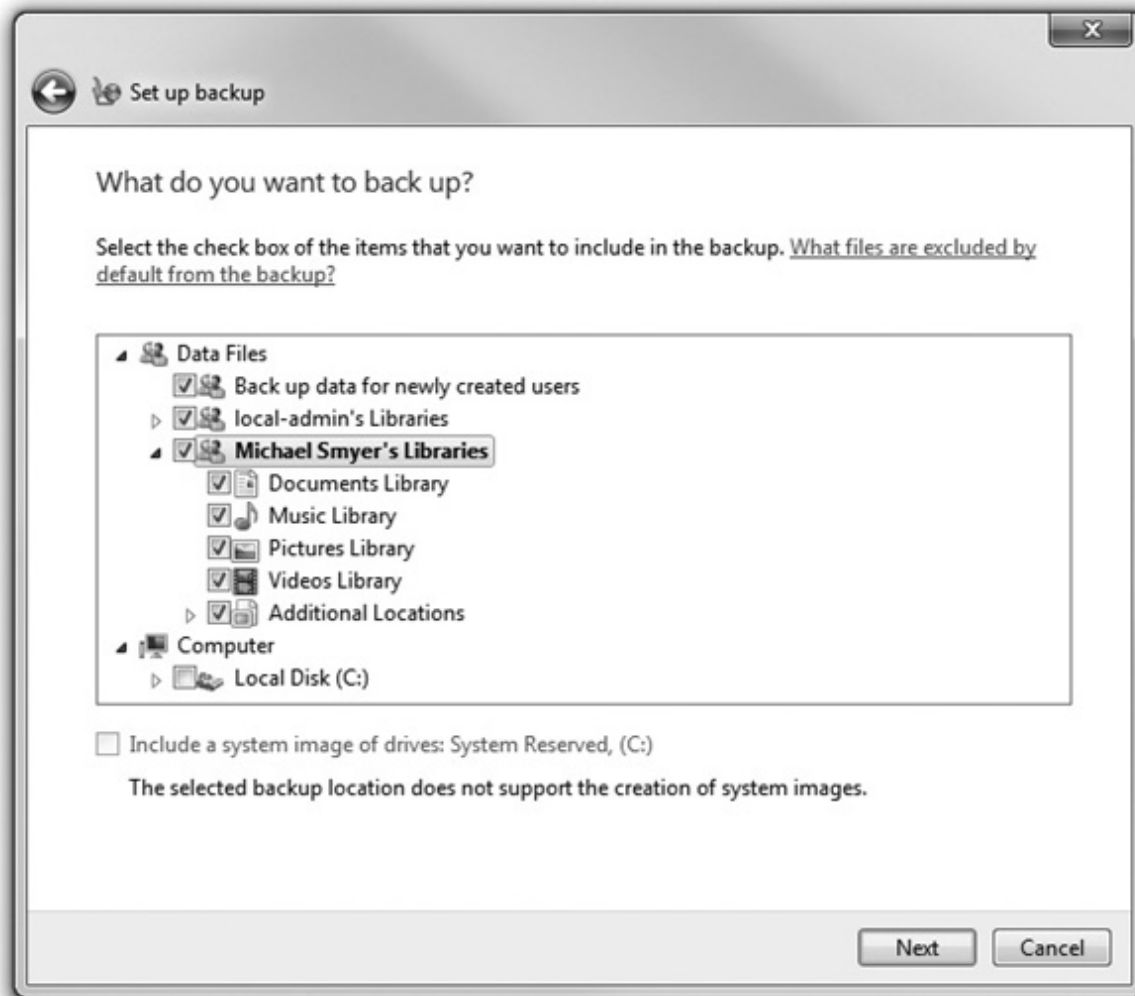 Set up backup
What do you want to back up?
Select the check box of the items that you want to include in the backup. What files are excluded by
default from the backup?
Data Files
Back up data for newly created users
local-admin's Libraries
Michael Smyer's Libraries
Documents Library
Music Library
Pictures Library
Videos Library
Additional Locations
Computer
Local Disk (C:)
Include a system image of drives: System Reserved, (C:)
The selected backup location does not support the creation of system images.
Next Cancel